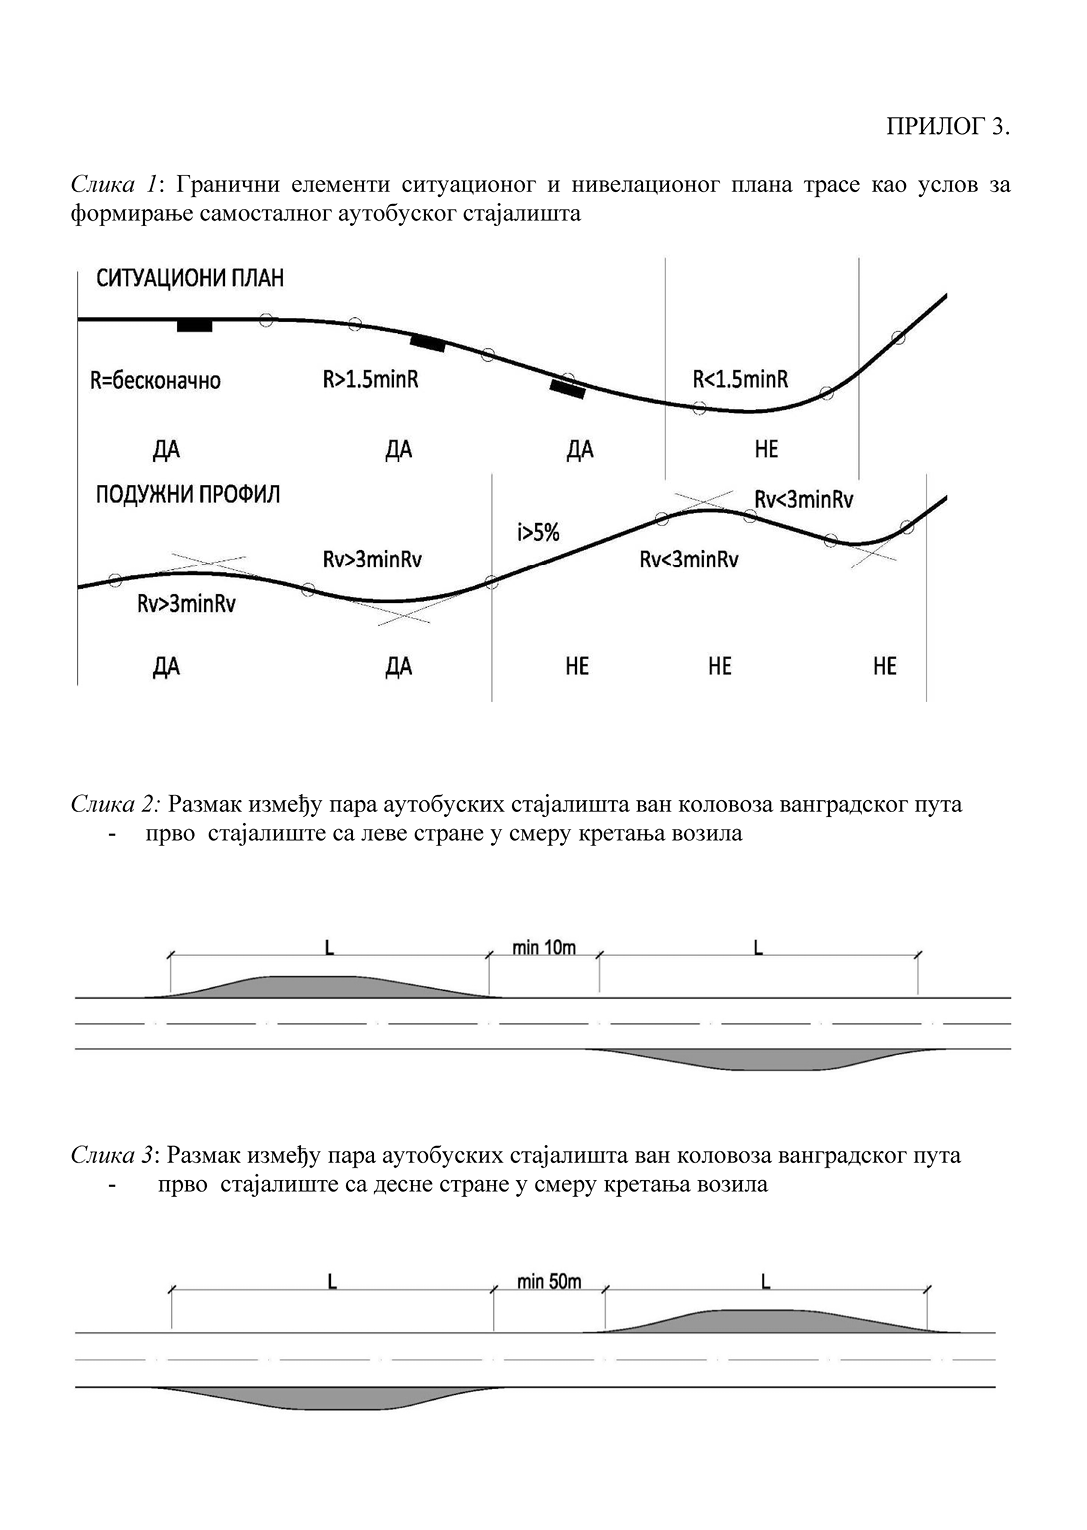 ПРИЛОГ 3.
Слика 1: Гранични елементи ситуационог и нивелационог плана трасе као услов за
формирање самосталног аутобуског стајалишта
СИТУАЦИОНИ ПЛАН
R=бесконачно
R>1.5minR
R<1.5minR
ДА
ДА
ДА
НЕ
ПОДУЖНИ ПРОФИЛ
Rv<3minRv
i>5%
Rv>3minRv
Rv<3minRv
Rv>3minRv
ДА
ДА
НЕ
НЕ
НЕ
Слика 2: Размак између пара аутобуских стајалишта ван коловоза ванградског пута
- прво стајалиште са леве стране у смеру кретања возила
L
min 10m
L
Слика 3: Размак између пара аутобуских стајалишта ван коловоза ванградског пута
- прво стајалиште са десне стране у смеру кретања возила
L
min 50m
L